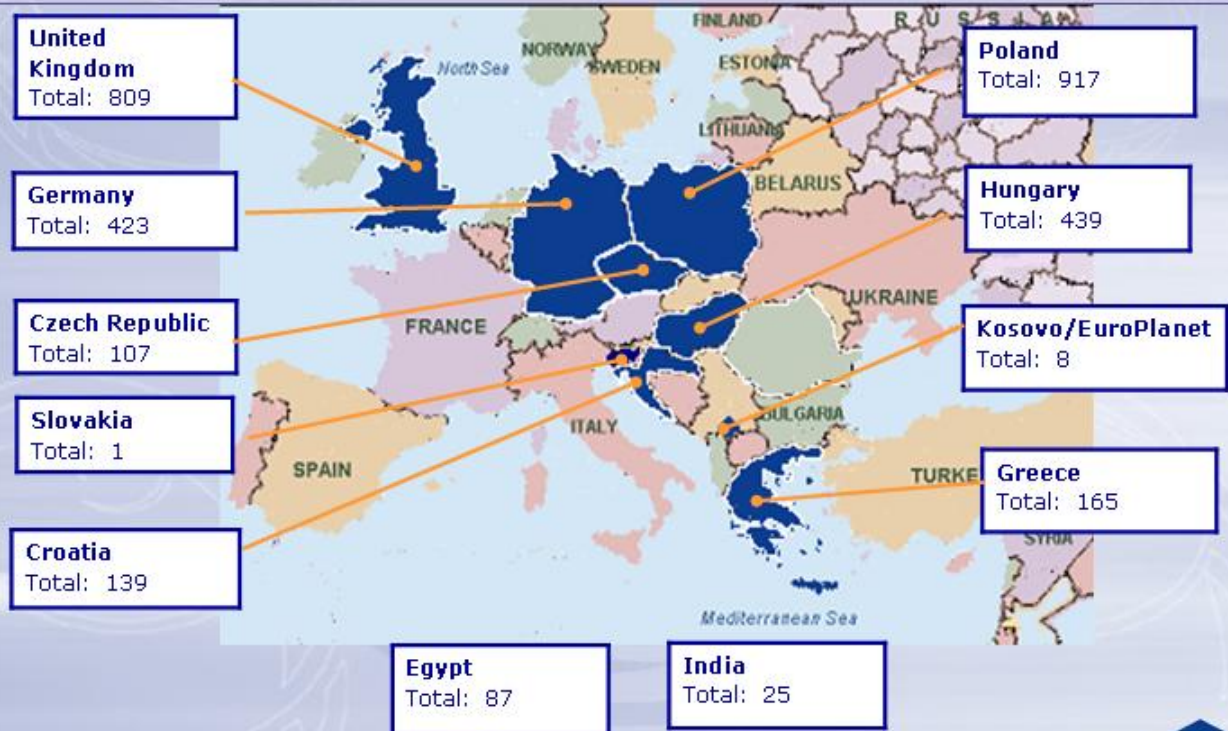 United
Kingdom
Total: 809
Germany
Total: 423
Czech Republic
Total: 107
Slovakia
Total: 1
Croatia
Total: 139
FINLAND
RUSSIA
NORWAY
SWEDEN
North Sea
ESTONIA
LITHUANIA
BELARUS
UKRAINE
FRANCE
ITALY
SPAIN
BULGARIA
TURKE
SYRIA
Mediterranean Sea
Poland
Total: 917
Hungary
Total: 439
Kosovo/EuroPlanet
Total: 8
Greece
Total: 165
Egypt
Total: 87
India
Total: 25